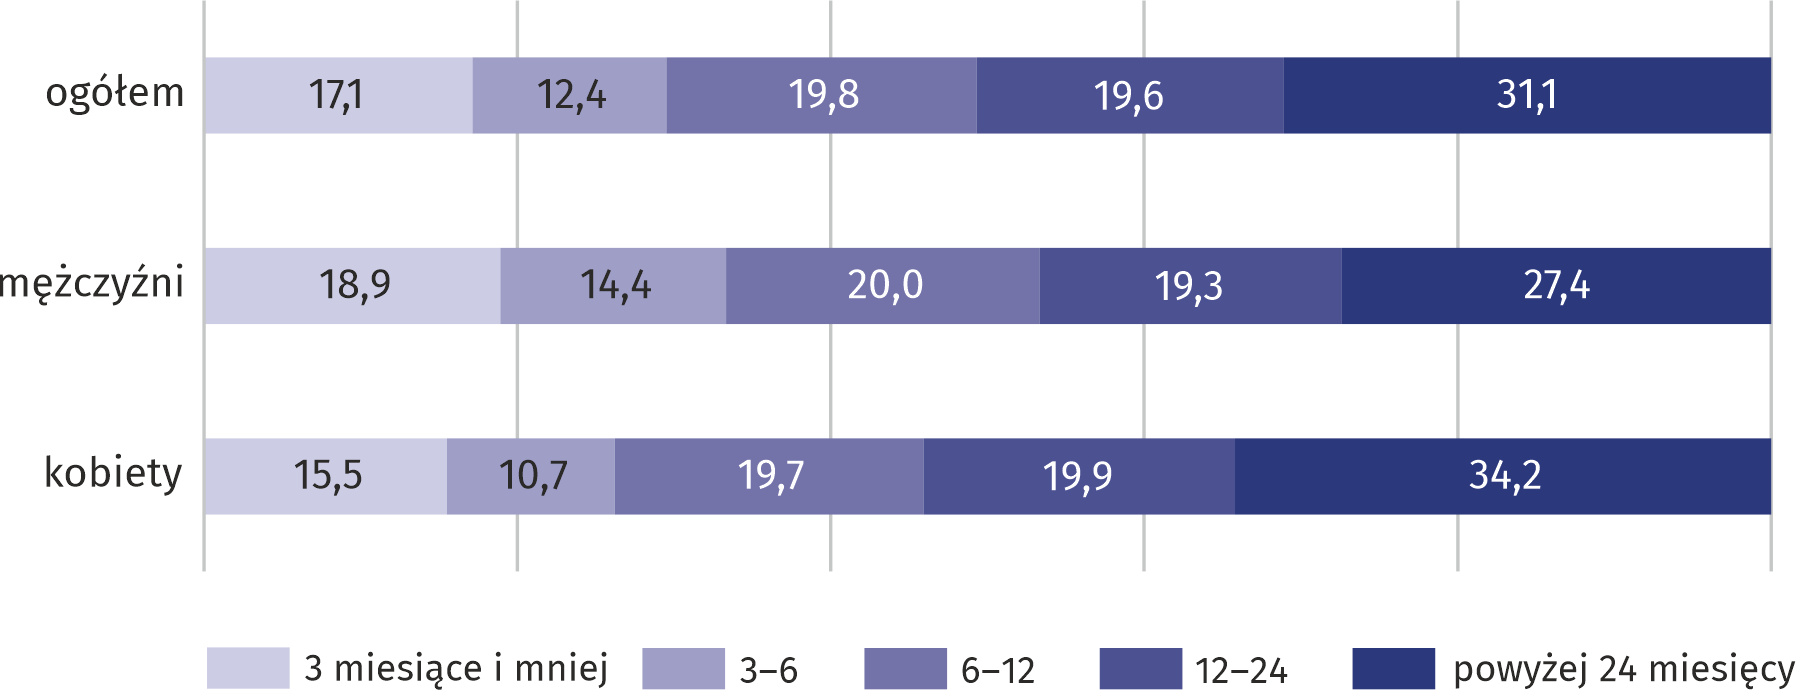 ogółem 17,1 12,4 19,8 19,6 31,1
mężczyźni 18,9 14,4 20,0 19,3 27,4
kobiety 15,5 10,7 19,7 19,9 34,2
3 miesiące i mniej 3–6 6–12 12–24 powyżej 24 miesięcy